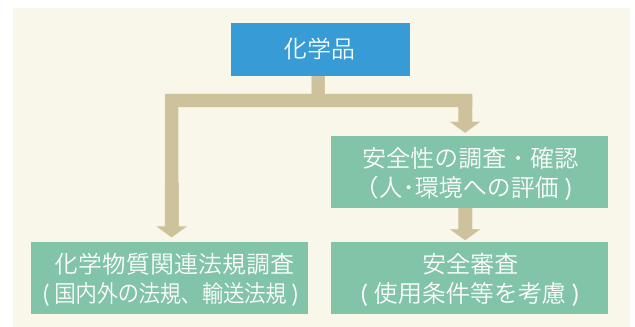 化学品
安全性の調査・確認
（人・環境への評価）
化学物質関連法規調査
(国内外の法規、輸送法規)
安全審査
(使用条件等を考慮)